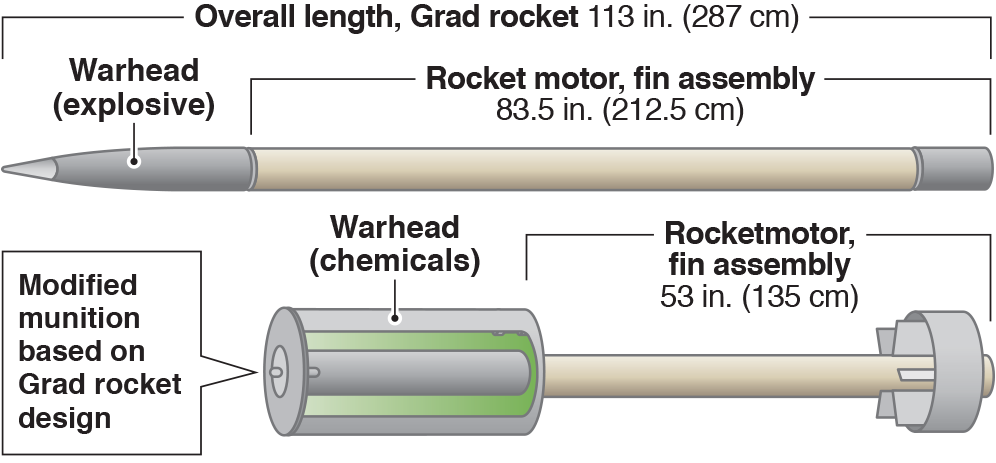 Overall length, Grad rocket 113 in. (287 cm)
Warhead
(explosive)
Rocket motor, fin assembly
83.5 in. (212.5 cm)
Warhead
(chemicals)
Rocketmotor,
fin assembly
53 in. (135 cm)
Modified
munition
based on
Grad rocket
design